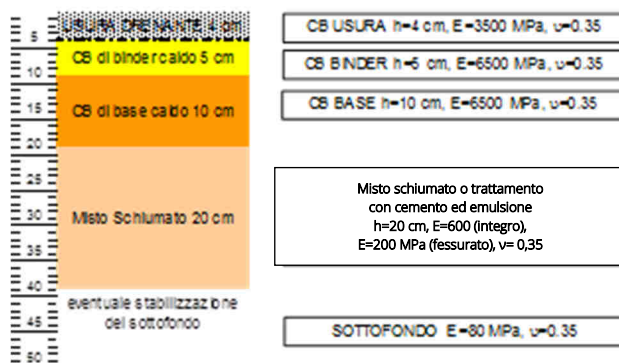 USURA DRENANTE 4 cm
CB di binder caldo 5 cm
CB di base caldo 10 cm
Misto Schiumato 20 cm
eventuale stabilizzazione
del sottofondo
5
10
15
20
25
30
35
40
45
50
CB USURA h=4 cm, E=3500 MPa, υ=0.35
CB BINDER h=5 cm, E=6500 MPa, υ=0.35
CB BASE h=10 cm, E=6500 MPa, υ=0.35
Misto schiumato o trattamento
con cemento ed emulsione
h=20 cm, E=600 (integro),
E=200 MPa (fessurato), ν= 0,35
SOTTOFONDO E=80 MPa, υ=0.35